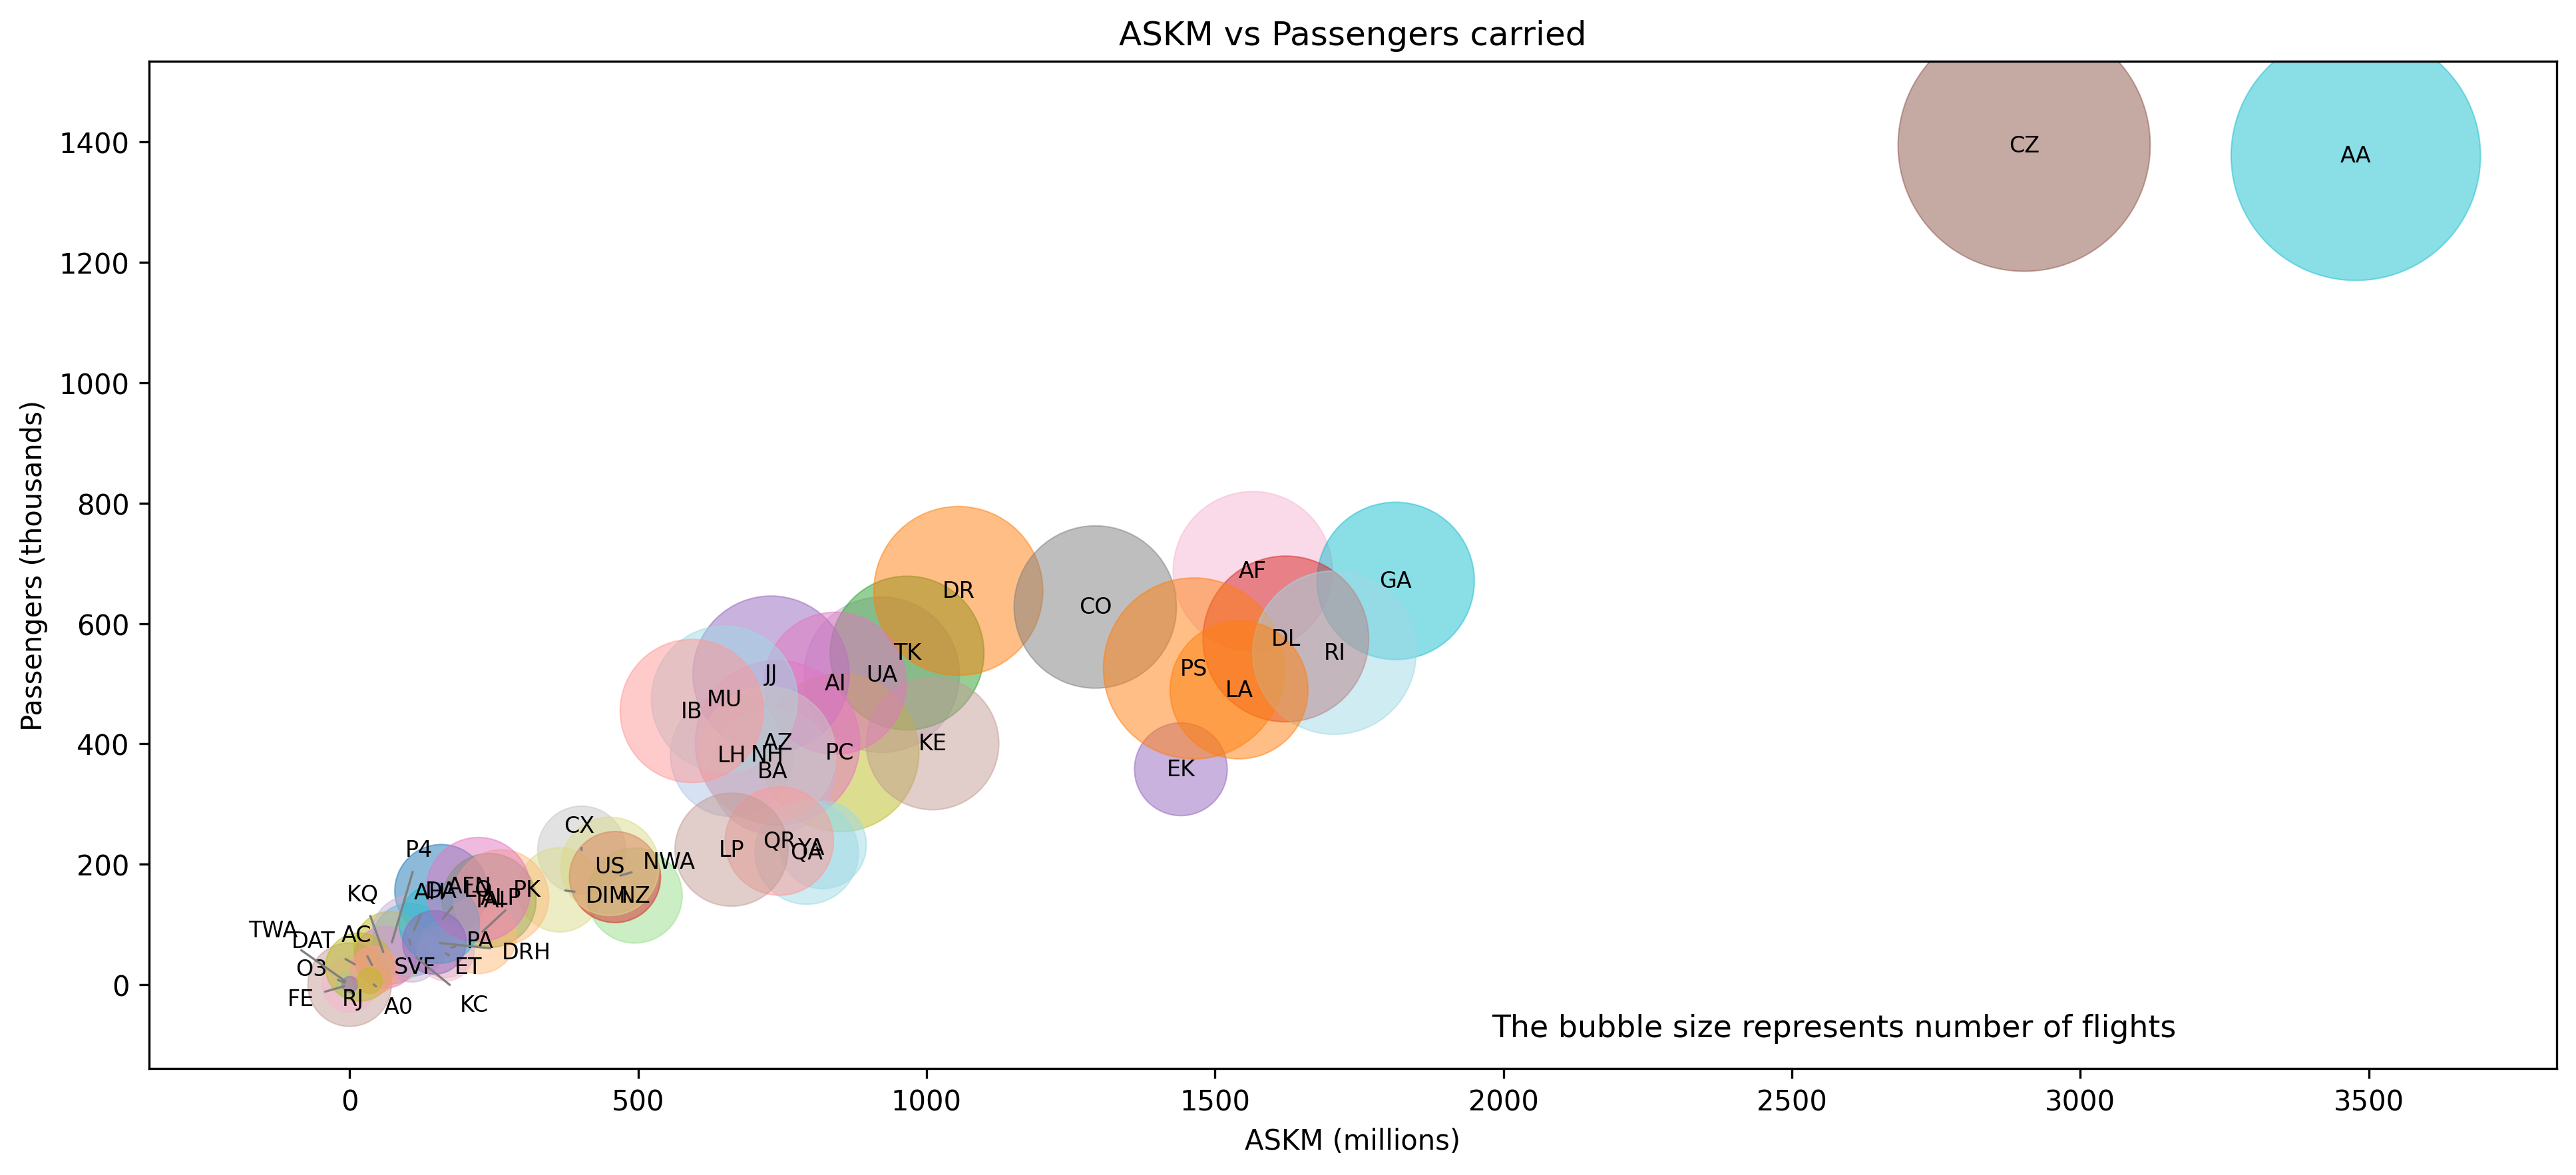 ASKM vs Passengers carried
Passengers (thousands)
1400
1200
1000
800
600
400
200
0
CZ
AA
AF
GA
DR
CO
TK
DL
RI
PS
LA
UA
JJ
AI
MU
IB
AZ
LH
NH
PC
KE
BA
EK
CX
P4
LP
QR
YA
QA
US
NWA
DIM
NZ
PK
KQ
TWA
DAT
AC
PA
DRH
O3
SVF
ET
FE
RJ
A0
KC
The bubble size represents number of flights
0
500
1000
1500
2000
2500
3000
3500
ASKM (millions)